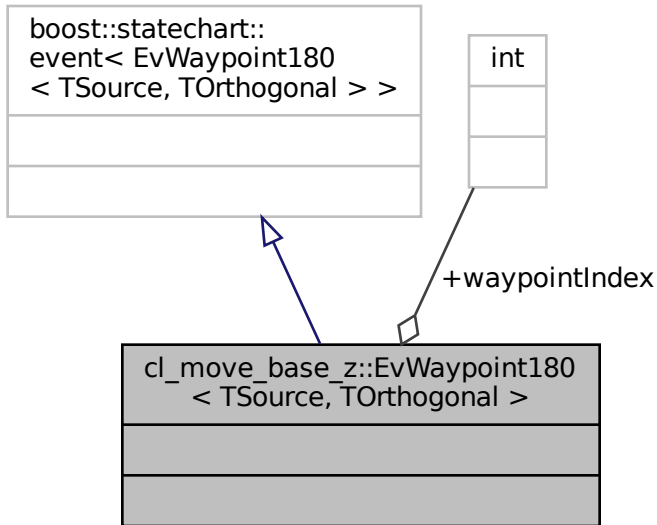 boost::statechart::
event< EvWaypoint180
< TSource, TOrthogonal > >
int
+waypointIndex
cl_move_base_z::EvWaypoint180
< TSource, TOrthogonal >